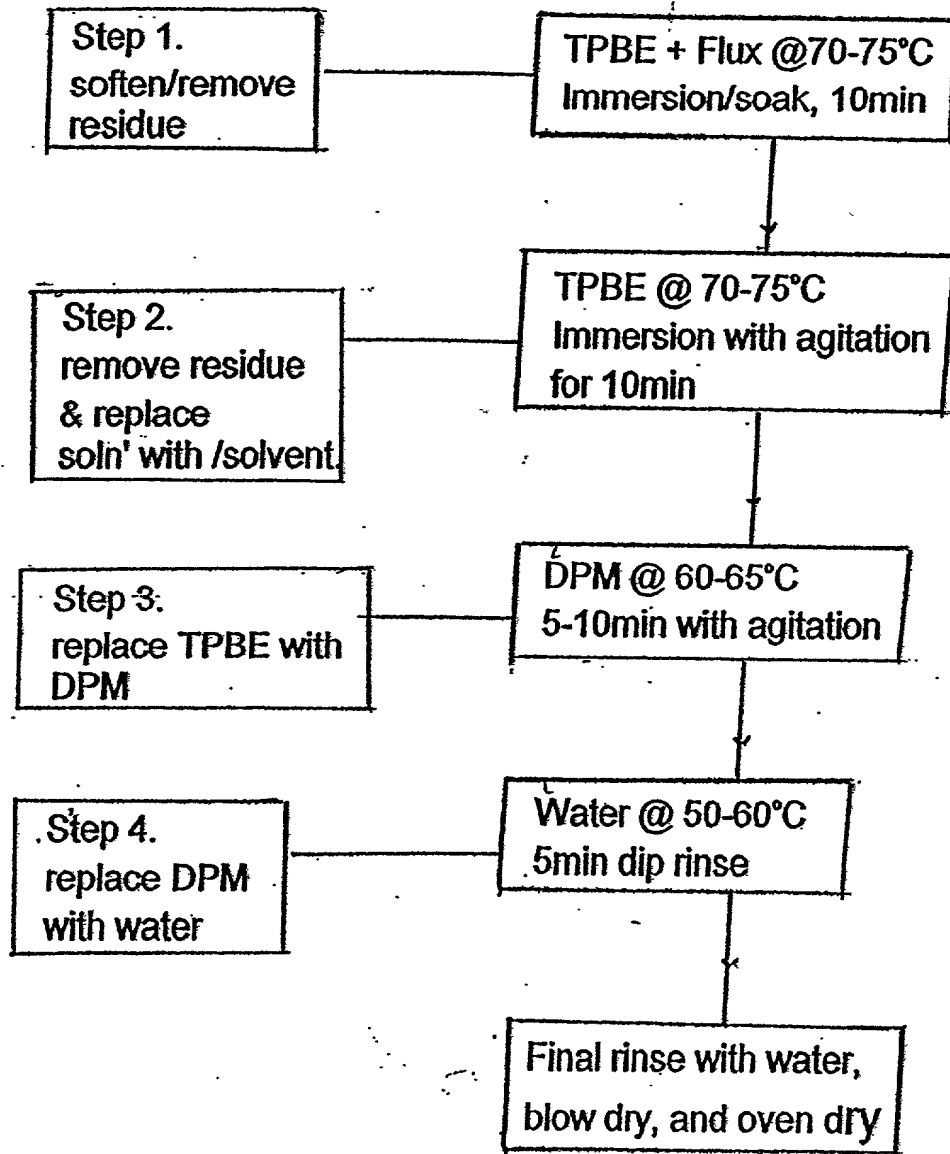 Step 1.
soften/remove
residue
TPBE + Flux @70-75°C
Immersion/soak, 10min
Step 2.
remove residue
& replace
soln' with /solvent.
TPBE @ 70-75°C
Immersion with agitation
for 10min
Step 3.
replace TPBE with
DPM
DPM @ 60-65°C
5-10min with agitation
Step 4.
replace DPM
with water
Water @ 50-60°C
5min dip rinse
Final rinse with water,
blow dry, and oven dry